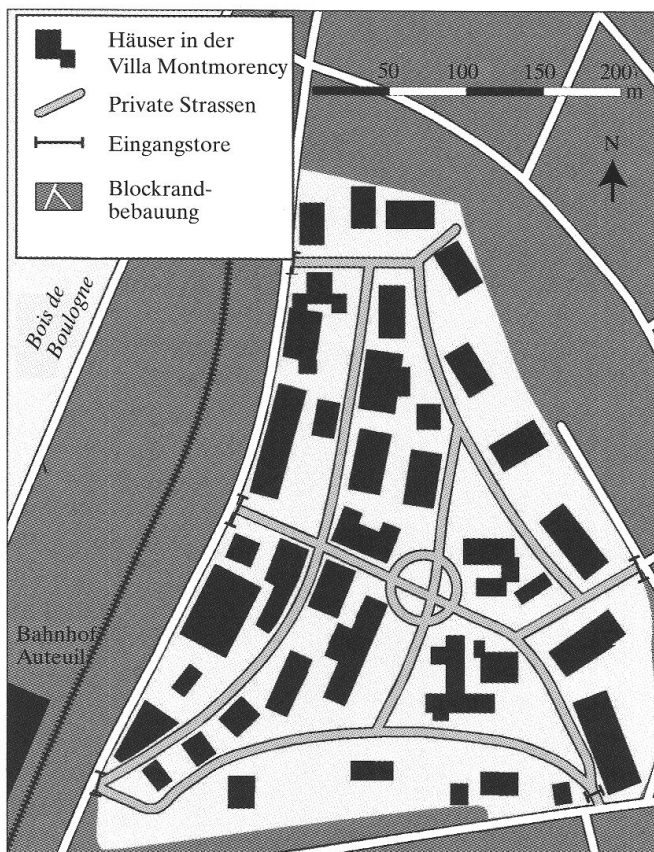 Häuser in der
Villa Montmorency
Private Strassen
Eingangstore
Blockrand-
bebauung
50 100 150 200
m
N
Bois de
Boulogne
Bahnhof
Auteuil